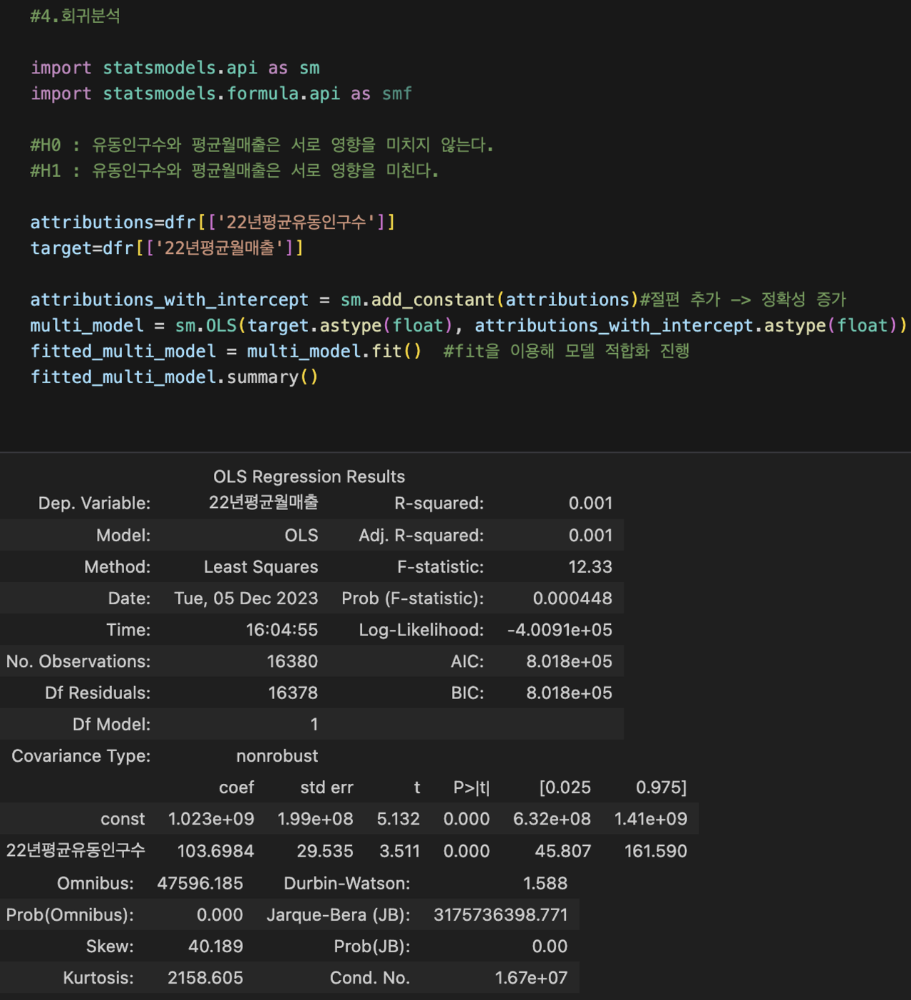 #4.회귀분석
import statsmodels.api as sm
import statsmodels.formula.api as smf
#H0 : 유동인구수와 평균월매출은 서로 영향을 미치지 않는다.
#H1 : 유동인구수와 평균월매출은 서로 영향을 미친다.
attributions=dfr[['22년평균유동인구수']]
target=dfr[['22년평균월매출']]
attributions_with_intercept = sm.add_constant(attributions)#절편 추가 -> 정확성 증가
multi_model = sm.OLS(target.astype(float), attributions_with_intercept.astype(float))
fitted_multi_model = multi_model.fit()  #fit을 이용해 모델 적합화 진행
fitted_multi_model.summary()
OLS Regression Results
Dep. Variable: 22년평균월매출 R-squared: 0.001
Model: OLS Adj. R-squared: 0.001
Method: Least Squares F-statistic: 12.33
Date: Tue, 05 Dec 2023 Prob (F-statistic): 0.000448
Time: 16:04:55 Log-Likelihood: -4.0091e+05
No. Observations: 16380 AIC: 8.018e+05
Df Residuals: 16378 BIC: 8.018e+05
Df Model: 1
Covariance Type: nonrobust
coef std err t P>|t| [0.025 0.975]
const 1.023e+09 1.99e+08 5.132 0.000 6.32e+08 1.41e+09
22년평균유동인구수 103.6984 29.535 3.511 0.000 45.807 161.590
Omnibus: 47596.185 Durbin-Watson: 1.588
Prob(Omnibus): 0.000 Jarque-Bera (JB): 3175736398.771
Skew: 40.189 Prob(JB): 0.00
Kurtosis: 2158.605 Cond. No. 1.67e+07